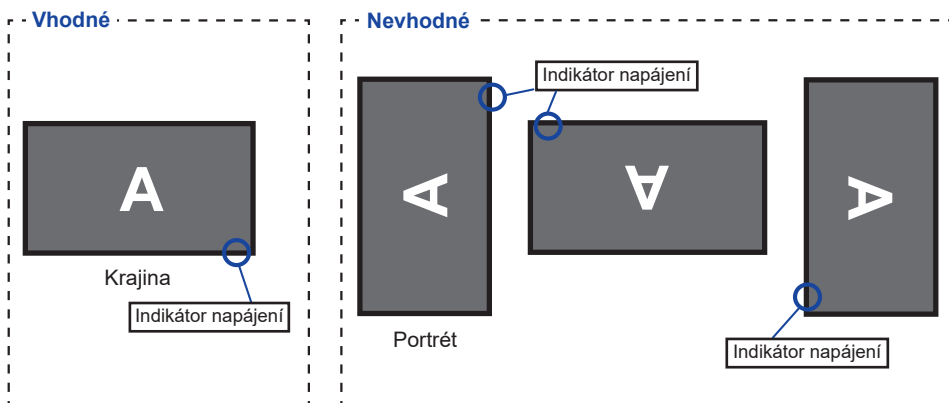 Vhodné
A
Krajina
Indikátor napájení
Nevhodné
Indikátor napájení
A
A
A
Portrét
Indikátor napájení